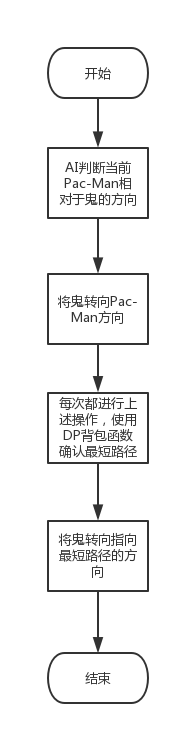 开始
AI判断当前
Pac-Man相
对于鬼的方向
将鬼转向Pac-
Man方向
每次都进行上
述操作，使用
DP背包函数
确认最短路径
将鬼转向指向
最短路径的方
向
结束